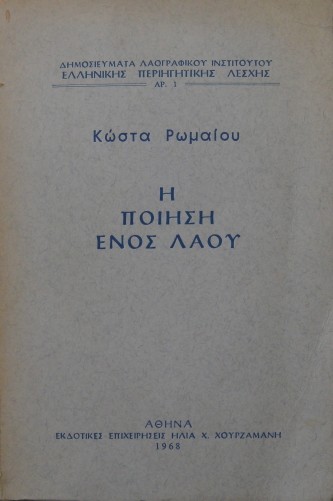 ΔΗΜΟΣΙΕΥΜΑΤΑ ΛΑΟΓΡΑΦΙΚΟΥ ΙΝΣΤΙΤΟΥΤΟΥ
ΕΛΛΗΝΙΚΗΣ ΠΕΡΙΗΓΗΤΙΚΗΣ ΛΕΣΧΗΣ
ΑΡ. 1
Κώστα Ρωμαίου
Η
ΠΟΙΗΣΗ
ΕΝΟΣ ΛΑΟΥ
ΑΘΗΝΑ
ΕΚΔΟΤΙΚΕΣ ΕΠΙΧΕΙΡΗΣΕΙΣ ΗΛΙΑ Χ. ΧΟΥΡΖΑΜΑΝΗ
1968